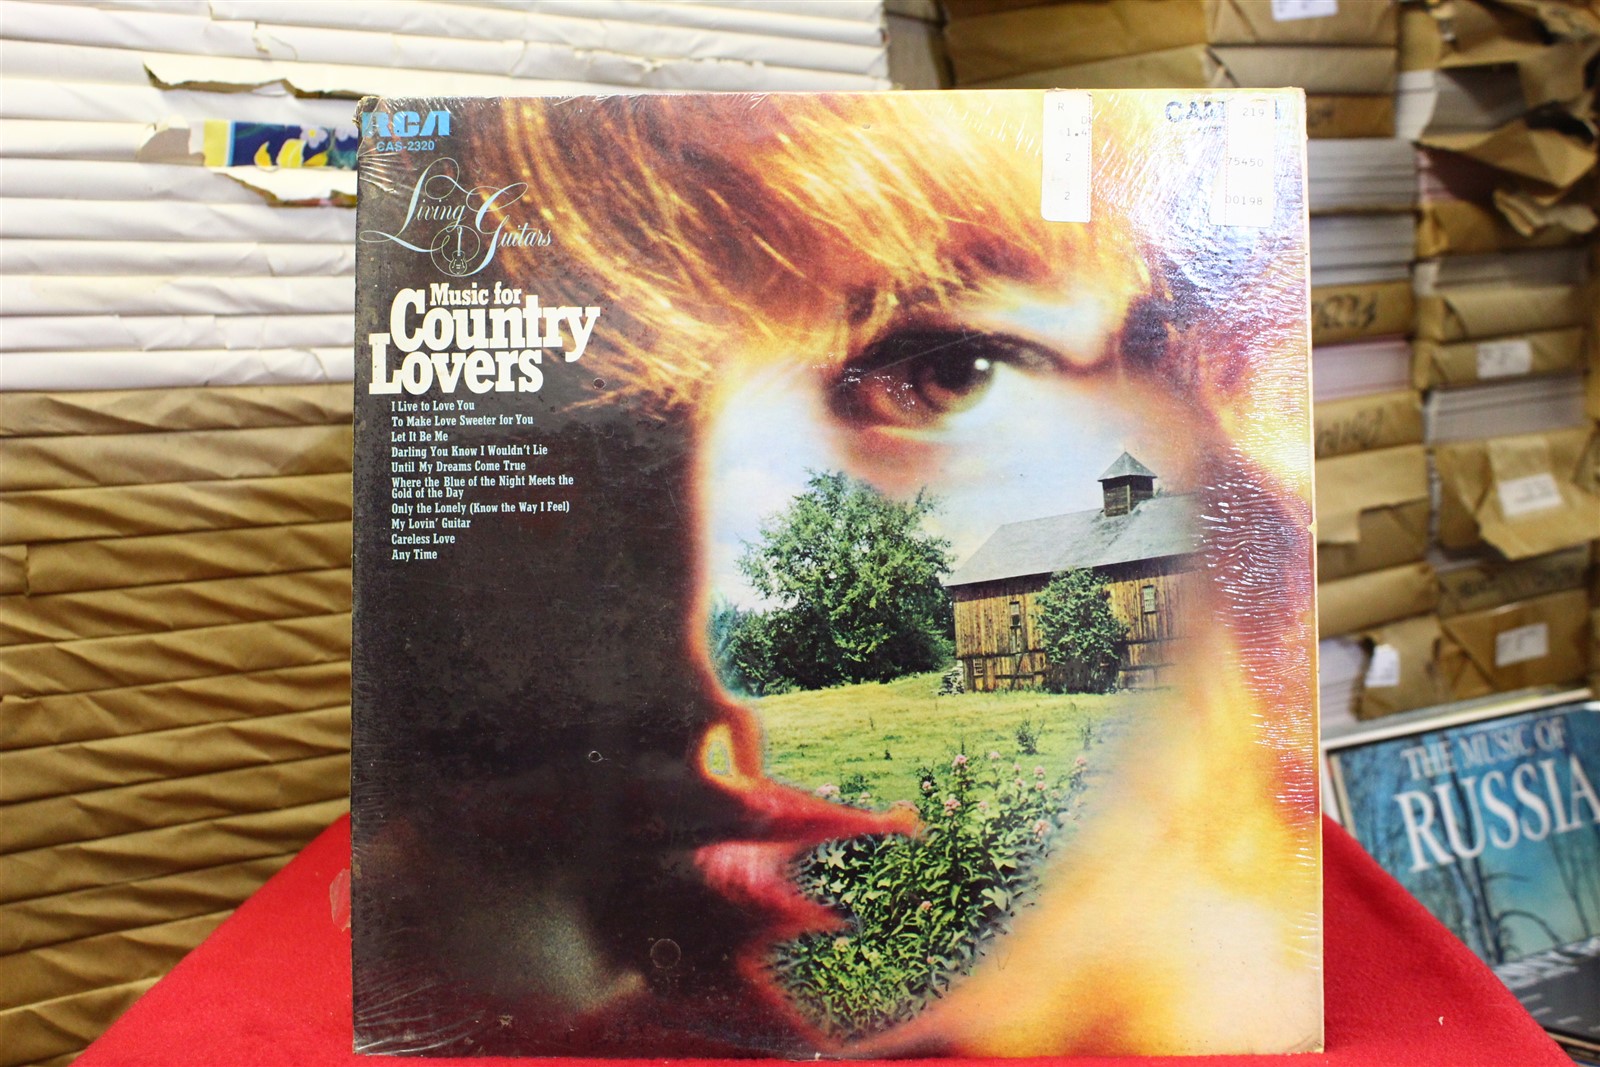 RCA
CAS-2320
Living
Guitars
Music for
Country
Lovers
I Live to Love You
To Make Love Sweeter for You
Let It Be Me
Darling You Know I Wouldn't Lie
Until My Dreams Come True
Where the Blue of the Night Meets the
Gold of the Day
Only the Lonely (Know the Way I Feel)
My Lovin' Guitar
Careless Love
Any Time
R
2
2
219
75450
00198
THE MUSIC OF
RUSSIA